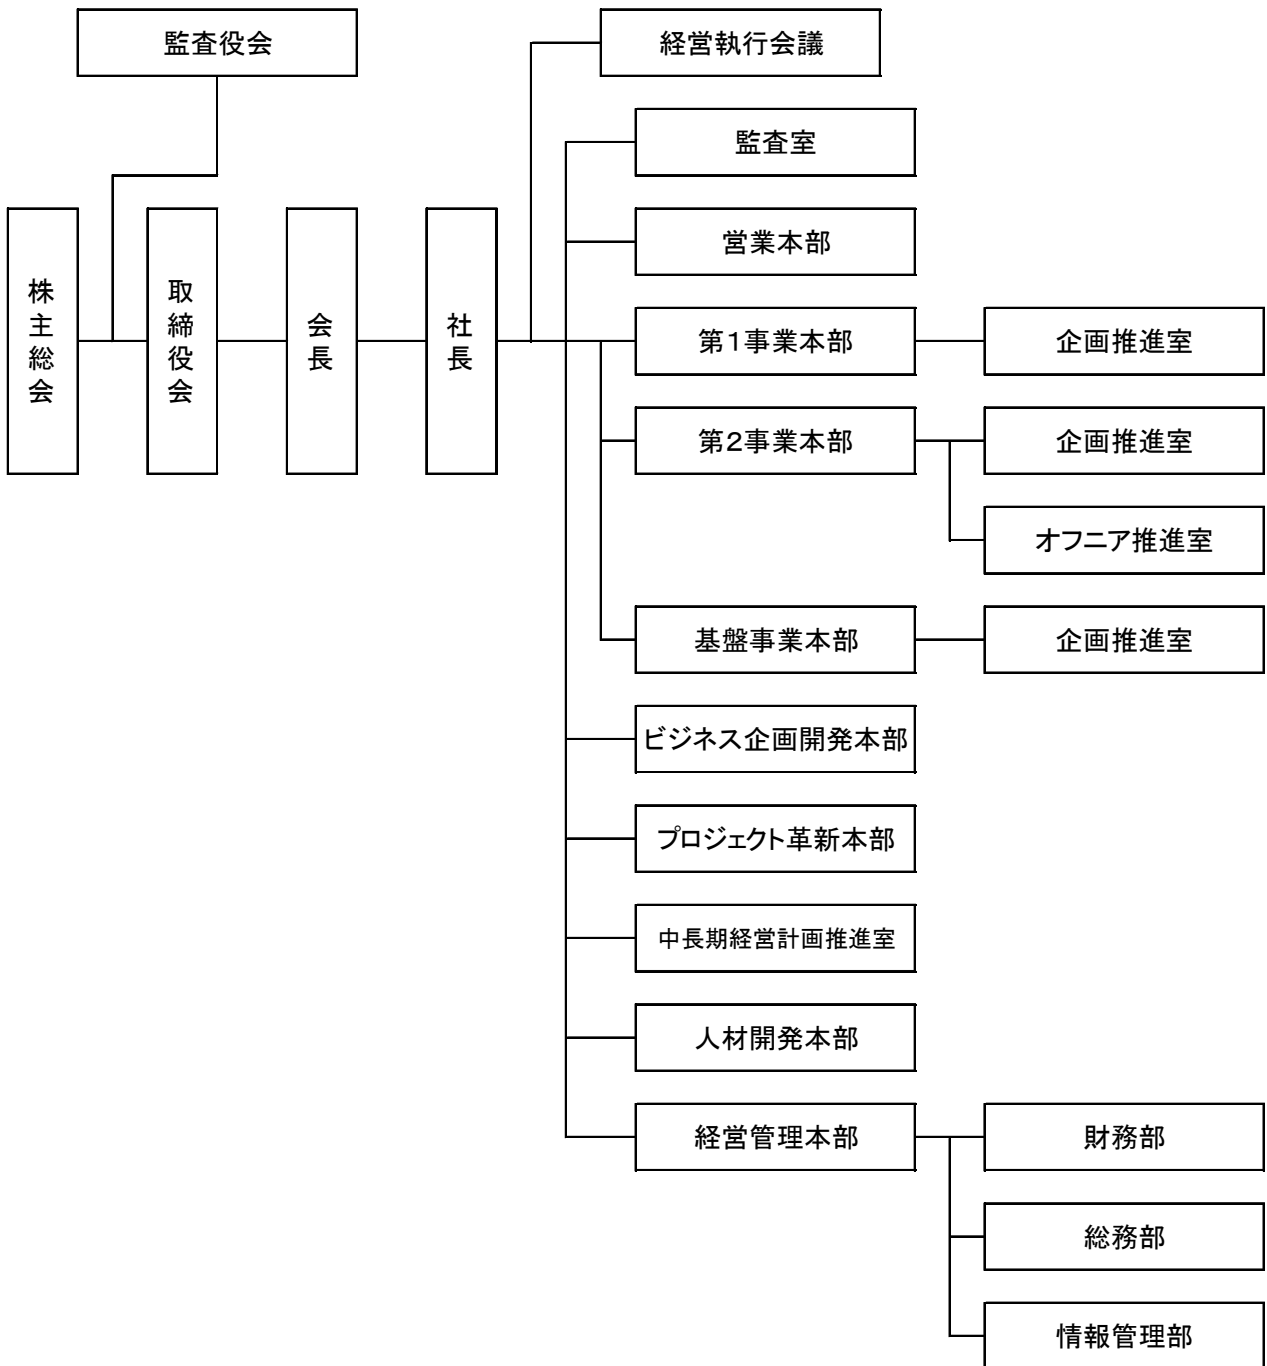 監査役会
経営執行会議
監査室
営業本部
株主総会
取締役会
会長
社長
第１事業本部
企画推進室
第２事業本部
企画推進室
オフニア推進室
基盤事業本部
企画推進室
ビジネス企画開発本部
プロジェクト革新本部
中長期経営計画推進室
人材開発本部
経営管理本部
財務部
総務部
情報管理部